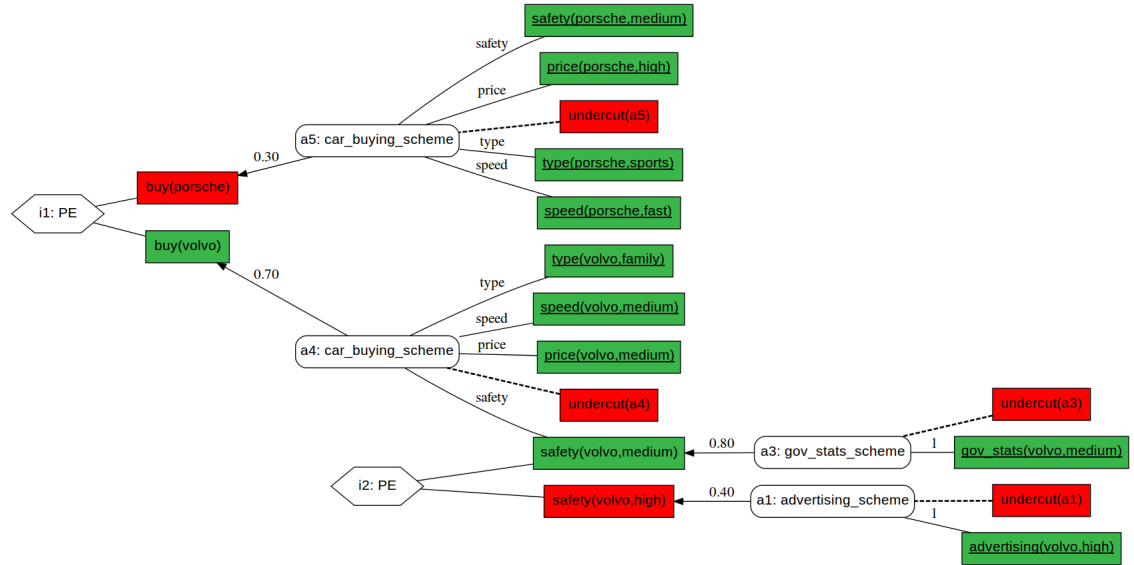 safety(porsche,medium)
safety
price(porsche,high)
price
undercut(a5)
a5: car_buying_scheme
type
type(porsche,sports)
0.30
speed
buy(porsche)
speed(porsche,fast)
i1: PE
buy(volvo)
type(volvo,family)
0.70
type
speed(volvo,medium)
speed
price
a4: car_buying_scheme
price(volvo,medium)
safety
undercut(a4)
undercut(a3)
0.80
1
safety(volvo,medium)
a3: gov_stats_scheme
gov_stats(volvo,medium)
i2: PE
0.40
safety(volvo,high)
a1: advertising_scheme
undercut(a1)
1
advertising(volvo,high)